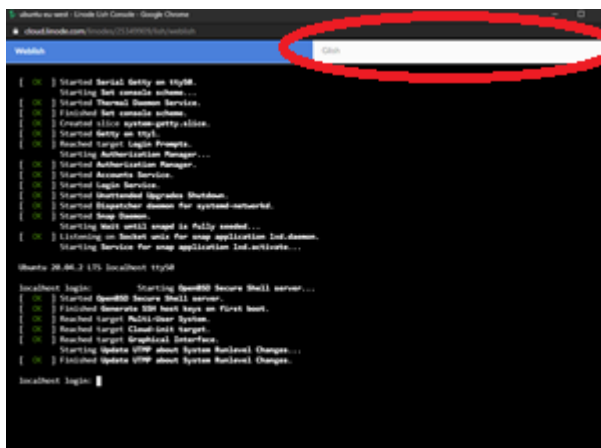 ubuntu-eu-west - Linode Lish Console - Google Chrome
cloud.linode.com/linodes/25349909/lish/weblish
Weblish
Glish
[ OK ] Started Serial Getty on ttyS0.
Starting Set console scheme...
[ OK ] Started Thermal Daemon Service.
[ OK ] Finished Set console scheme.
[ OK ] Created slice system-getty.slice.
[ OK ] Started Getty on tty1.
[ OK ] Reached target Login Prompts.
Starting Authorization Manager...
[ OK ] Started Authorization Manager.
[ OK ] Started Accounts Service.
[ OK ] Started Login Service.
[ OK ] Started Unattended Upgrades Shutdown.
[ OK ] Started Dispatcher daemon for systemd-networkd.
[ OK ] Started Snap Daemon.
Starting Wait until snapd is fully seeded...
[ OK ] Listening on Socket unix for snap application lxd.daemon.
Starting Service for snap application lxd.activate...
Ubuntu 20.04.2 LTS localhost ttyS0
localhost login: Starting OpenBSD Secure Shell server...
[ OK ] Started OpenBSD Secure Shell server.
[ OK ] Finished Generate SSH host keys on first boot.
[ OK ] Reached target Multi-User System.
[ OK ] Reached target Cloud-init target.
[ OK ] Reached target Graphical Interface.
Starting Update UTMP about System Runlevel Changes...
[ OK ] Finished Update UTMP about System Runlevel Changes.
localhost login: